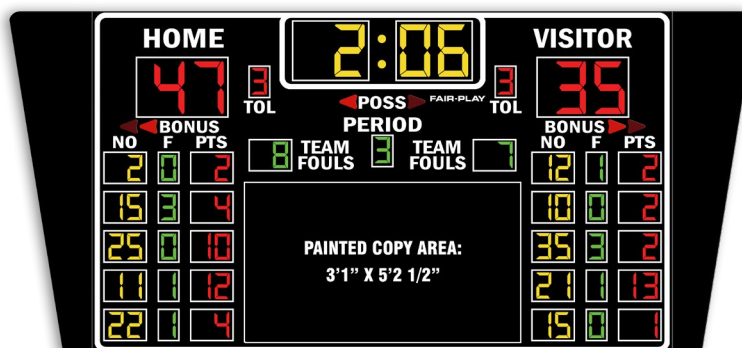 HOME 2:06 VISITOR
47 3 3 35
TOL POSS FAIR-PLAY TOL
BONUS PERIOD BONUS
NO F PTS 8 TEAM FOULS 3 TEAM FOULS 7 NO F PTS
2 0 2 12 1 2
15 3 4 10 0 2
25 0 10 PAINTED COPY AREA: 35 3 2
11 1 12 3'1" X 5'2 1/2" 21 1 13
22 1 4 15 0 1